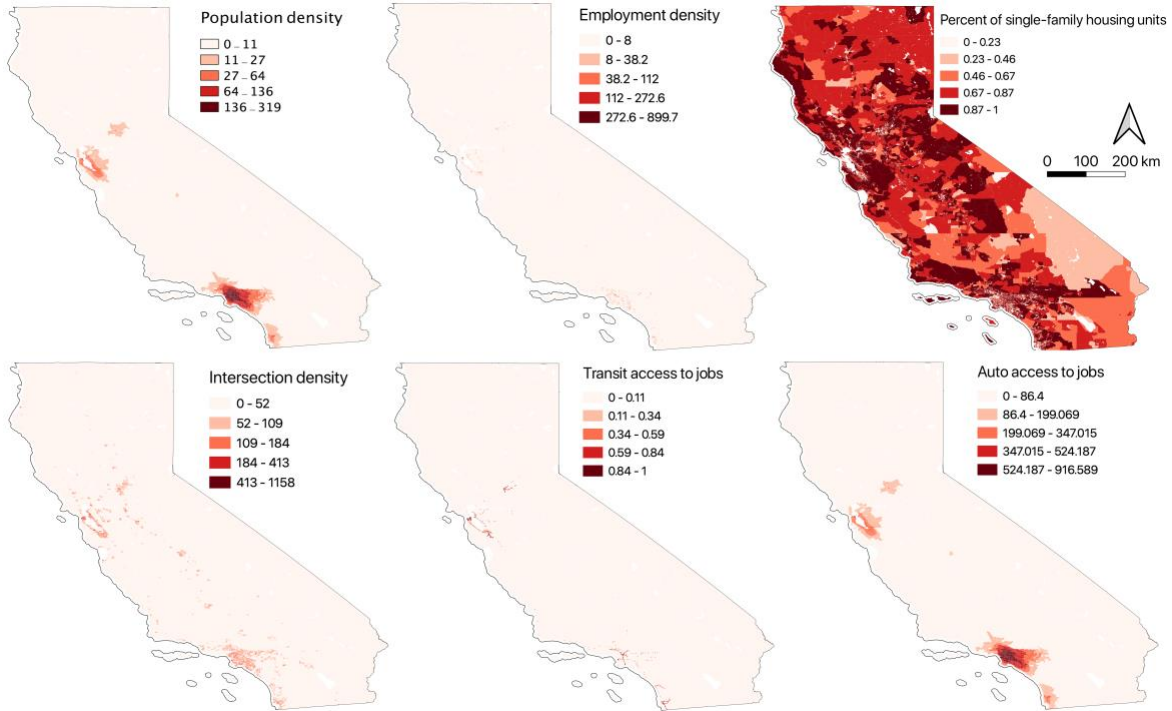 Population density
0 – 11
11 – 27
27 – 64
64 – 136
136 – 319
Employment density
0 - 8
8 - 38.2
38.2 - 112
112 - 272.6
272.6 - 899.7
Percent of single-family housing units
0 - 0.23
0.23 - 0.46
0.46 - 0.67
0.67 - 0.87
0.87 - 1
0 100 200 km
Intersection density
0 - 52
52 - 109
109 - 184
184 - 413
413 - 1158
Transit access to jobs
0 - 0.11
0.11 - 0.34
0.34 - 0.59
0.59 - 0.84
0.84 - 1
Auto access to jobs
0 - 86.4
86.4 - 199.069
199.069 - 347.015
347.015 - 524.187
524.187 - 916.589